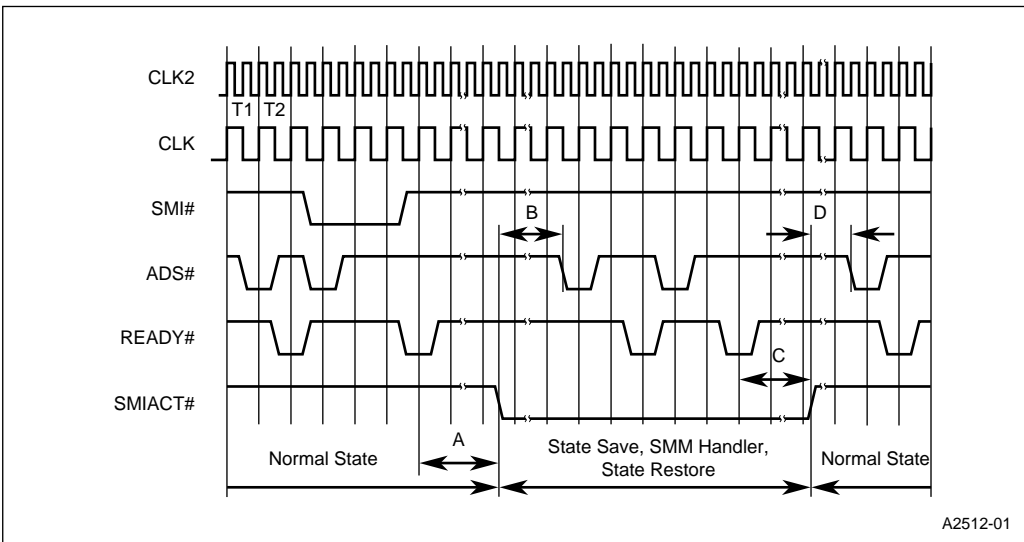 CLK2
T1 T2
CLK
SMI#
B
D
ADS#
READY#
C
SMIACT#
A
Normal State
State Save, SMM Handler,
State Restore
Normal State
A2512-01